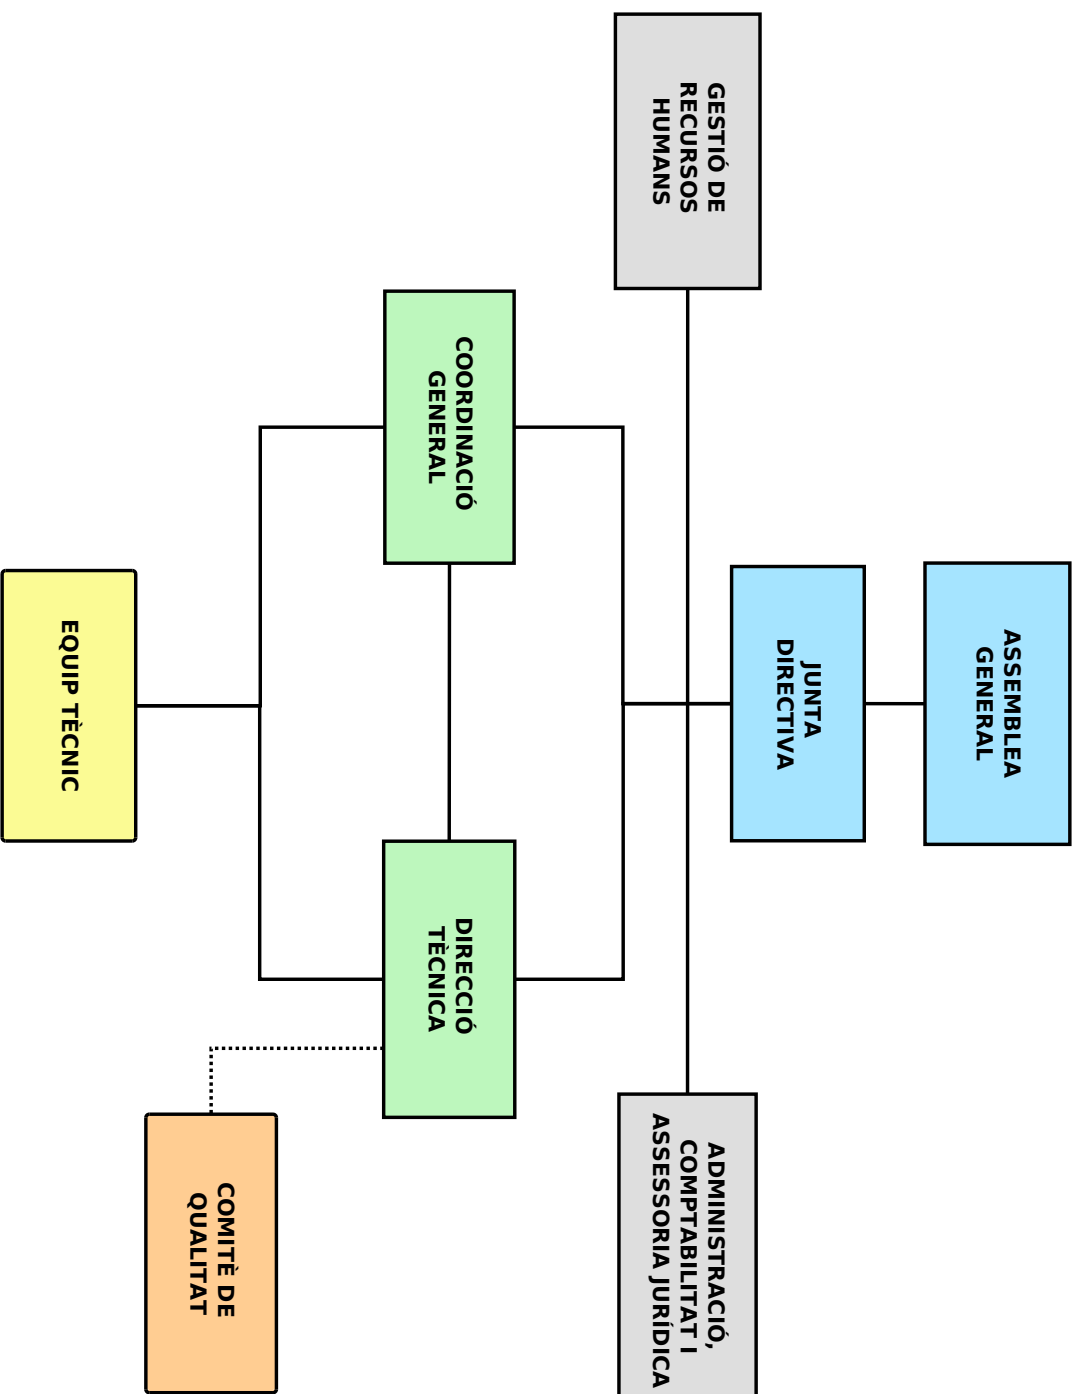 ASSEMBLEA
GENERAL
JUNTA
DIRECTIVA
GESTIÓ DE
RECURSOS
HUMANS
ADMINISTRACIÓ,
COMPTABILITAT I
ASSESSORIA JURÍDICA
COORDINACIÓ
GENERAL
DIRECCIÓ
TÈCNICA
COMITÈ DE
QUALITAT
EQUIP TÈCNIC